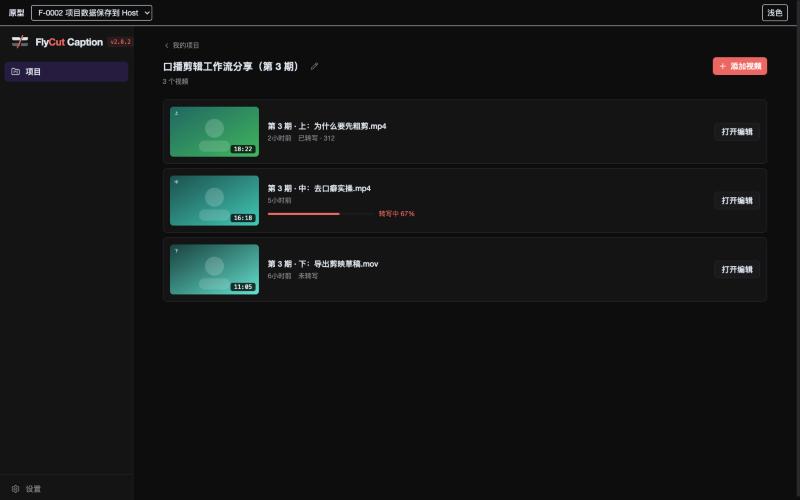 原型 F-0002 项目数据保存到 Host 浅色
FlyCut Caption v2.0.2
项目
我的项目
口播剪辑工作流分享（第 3 期）
添加视频
3 个视频
上
18:22
第 3 期 · 上：为什么要先粗剪.mp4
2小时前 已转写 · 312
打开编辑
中
16:18
第 3 期 · 中：去口癖实操.mp4
5小时前
转写中 67%
打开编辑
下
11:05
第 3 期 · 下：导出剪映草稿.mov
6小时前 未转写
打开编辑
设置